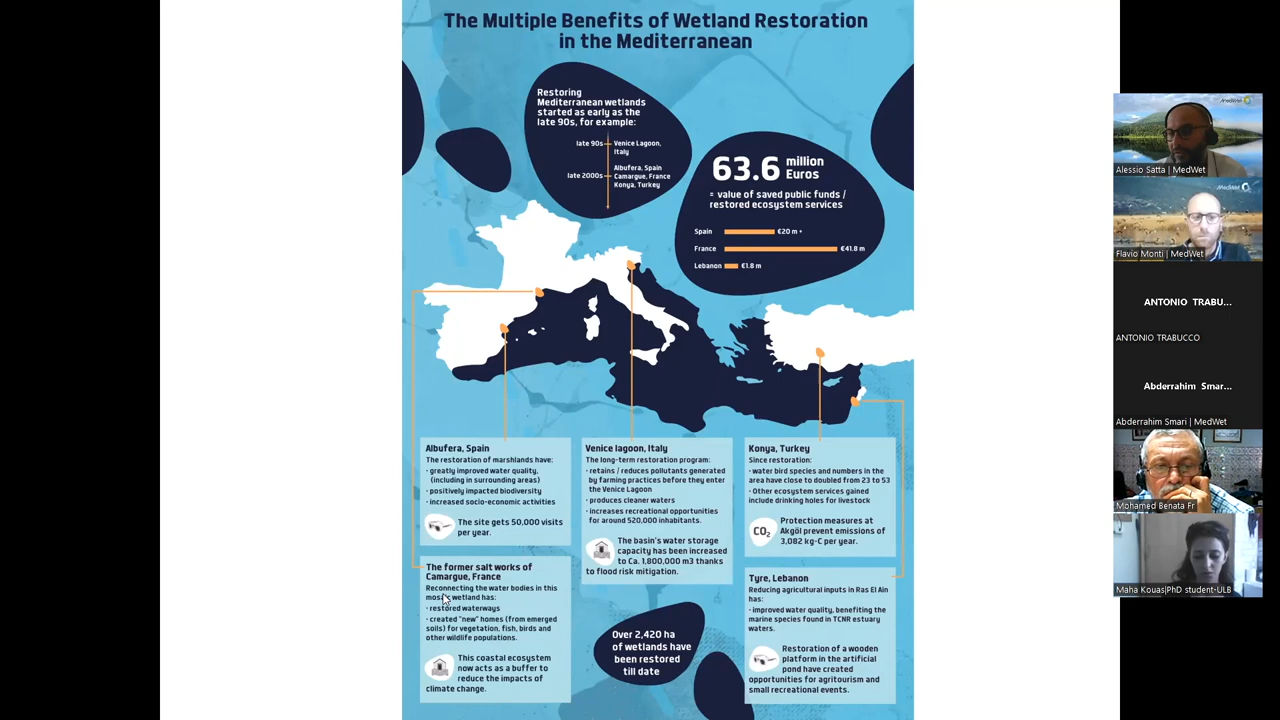 The Multiple Benefits of Wetland Restoration
in the Mediterranean
Restoring
Mediterranean wetlands
started as early as the
late 90s, for example:
late 90s
Venice Lagoon,
Italy
late 2000s
Albufera, Spain
Camargue, France
Konya, Turkey
63.6 million
Euros
= value of saved public funds /
restored ecosystem services
Spain €20 m +
France €41.8 m
Lebanon €1.8 m
Albufera, Spain
The restoration of marshlands have:
· greatly improved water quality,
(including in surrounding areas)
· positively impacted biodiversity
· increased socio-economic activities
The site gets 50,000 visits
per year.
The former salt works of
Camargue, France
Reconnecting the water bodies in this
wetland has:
· restored waterways
· created "new" homes (from emerged
soils) for vegetation, fish, birds and
other wildlife populations.
This coastal ecosystem
now acts as a buffer to
reduce the impacts of
climate change.
Venice lagoon, Italy
The long-term restoration program:
· retains / reduces pollutants generated
by farming practices before they enter
the Venice Lagoon
· produces cleaner waters
· increases recreational opportunities
for around 520,000 inhabitants.
The basin's water storage
capacity has been increased
to Ca. 1,800,000 m3 thanks
to flood risk mitigation.
Over 2,420 ha
of wetlands have
been restored
till date
Konya, Turkey
Since restoration:
· water bird species and numbers in the
area have close to doubled from 23 to 53
· Other ecosystem services gained
include drinking holes for livestock
CO2
Protection measures at
Akgöl prevent emissions of
3,082 kg-C per year.
Tyre, Lebanon
Reducing agricultural inputs in Ras El Ain
has:
· improved water quality, benefiting the
marine species found in TCNR estuary
waters.
Restoration of a wooden
platform in the artificial
pond have created
opportunities for agritourism and
small recreational events.
MedWet
Alessio Satta | MedWet
MedWet
Flavio Monti | MedWet
ANTONIO TRABU...
ANTONIO TRABUCCO
Abderrahim Smar...
Abderrahim Smari | MedWet
Mohamed Benata Fr
Maha Kouas|PhD student-ULB